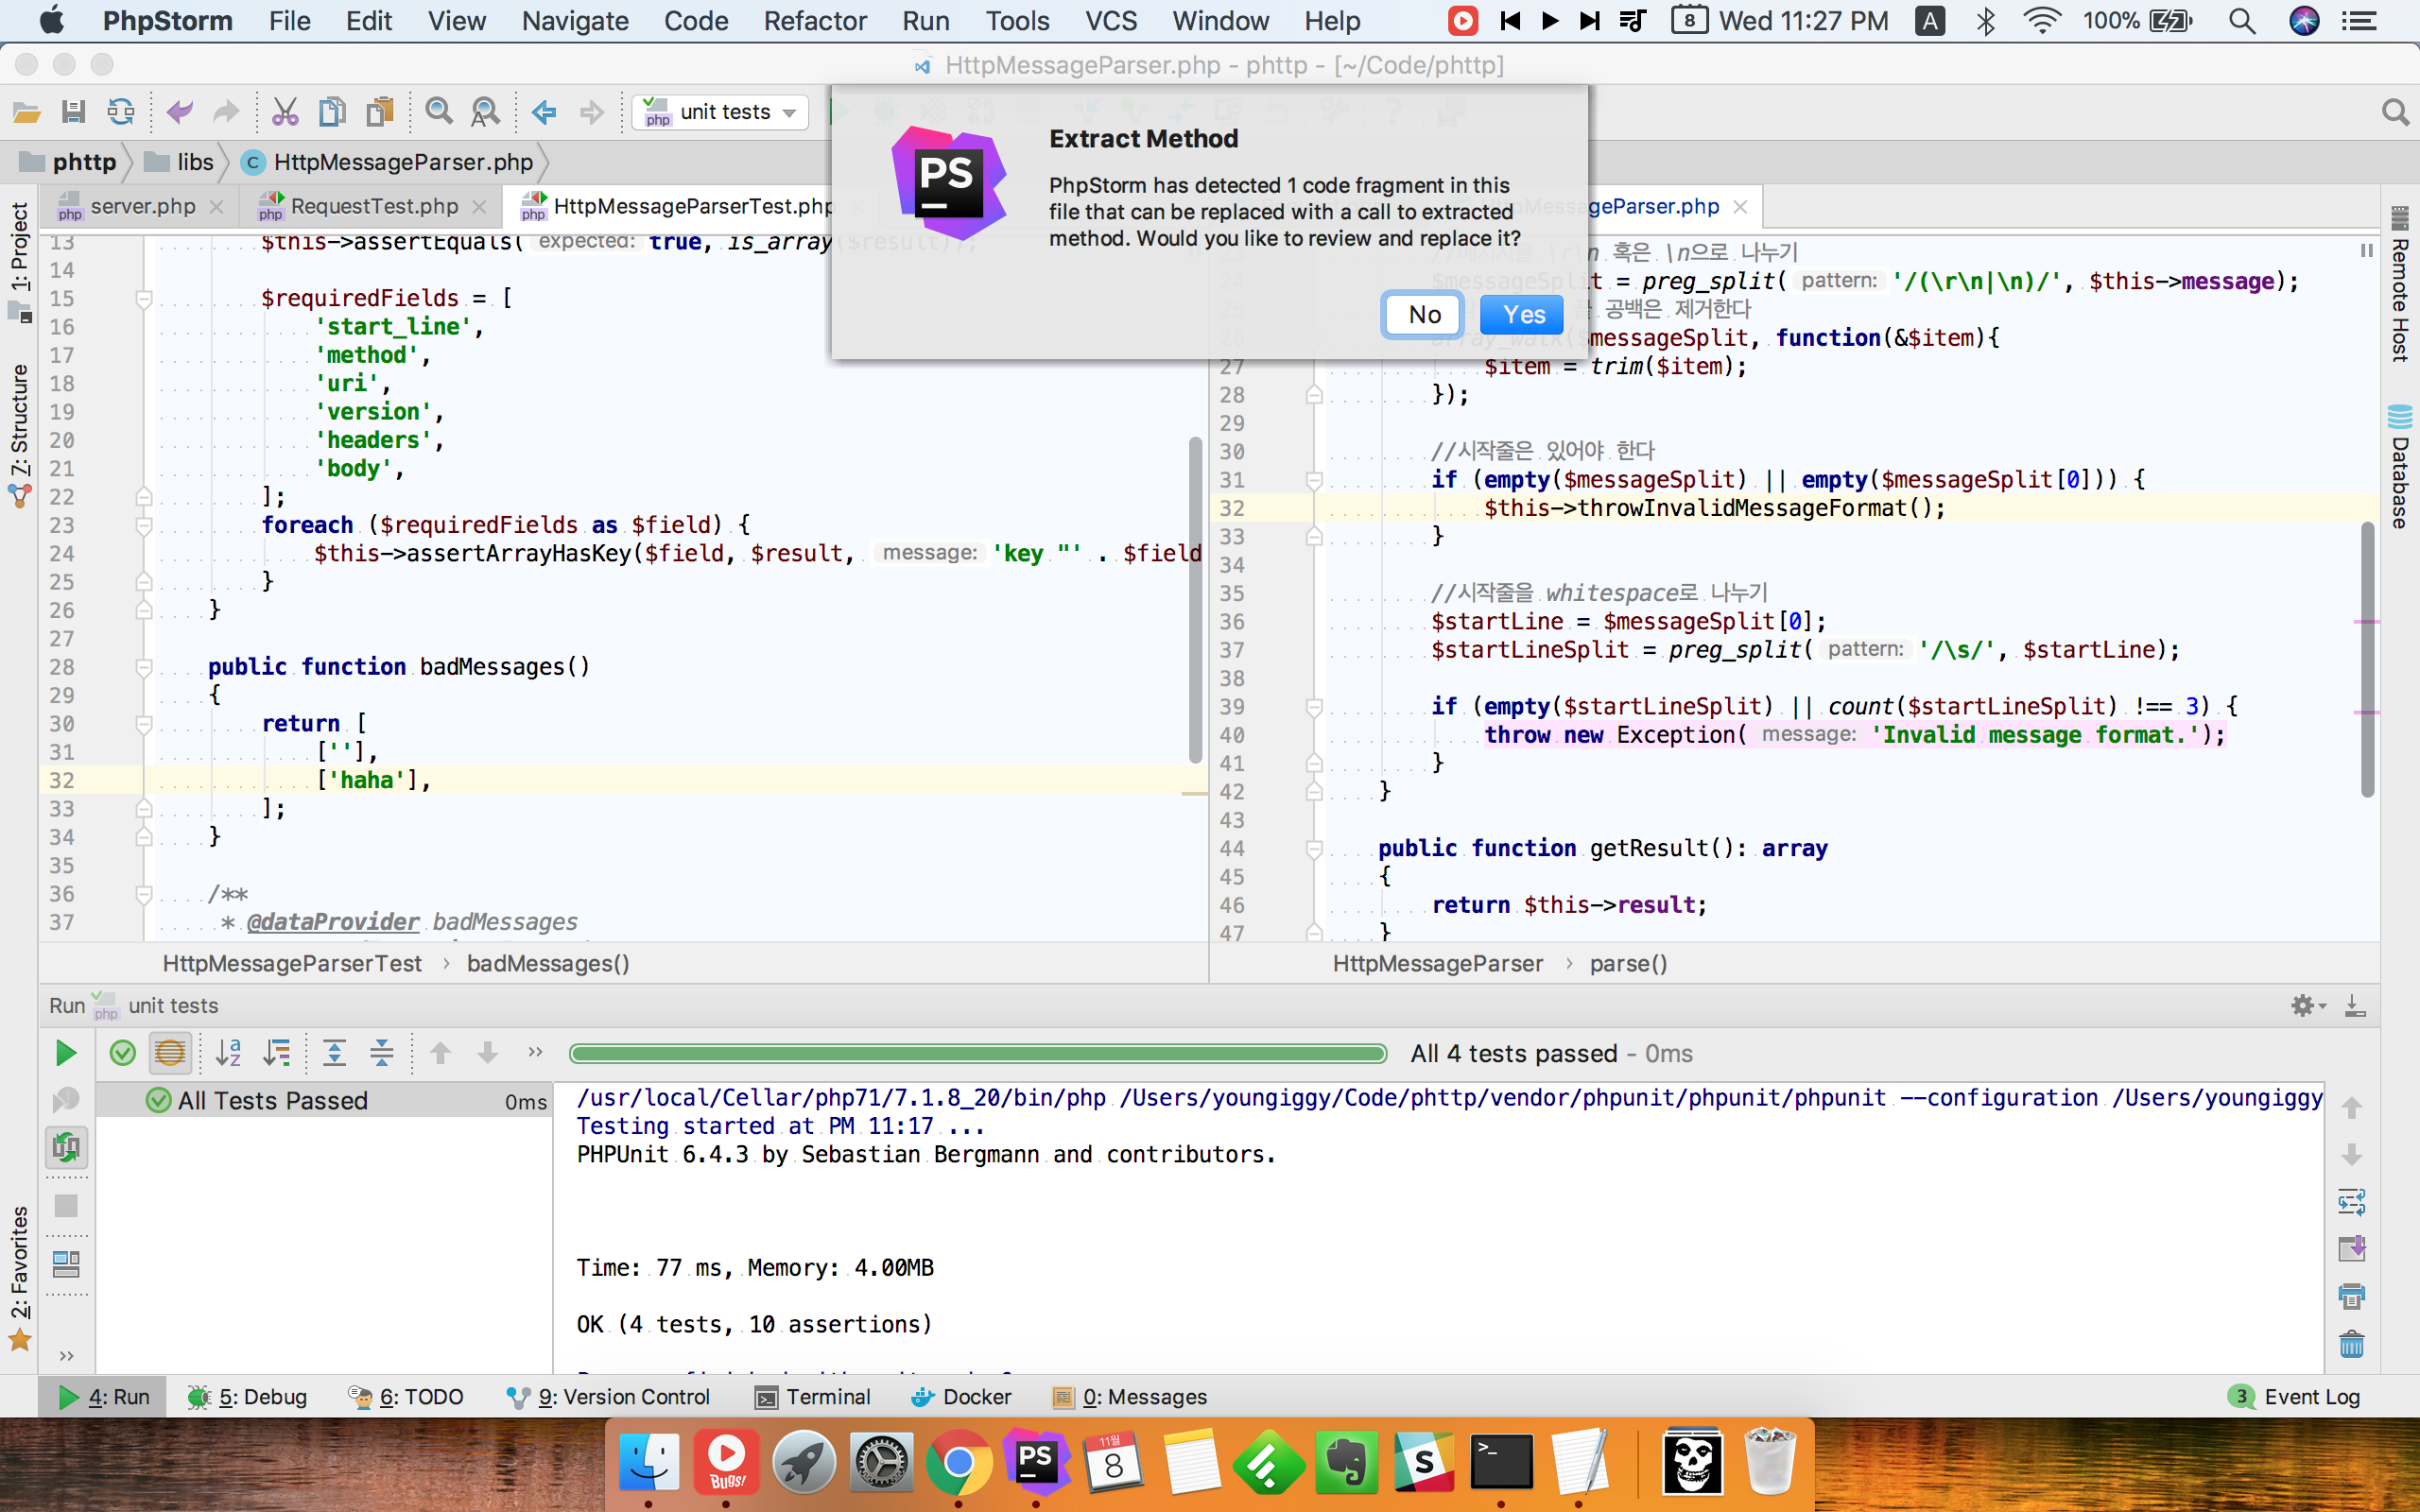 PhpStorm File Edit View Navigate Code Refactor Run Tools VCS Window Help 8 Wed 11:27 PM A 100%
HttpMessageParser.php - phttp - [~/Code/phttp]
php unit tests
phttp libs C HttpMessageParser.php
php server.php php RequestTest.php php HttpMessageParserTest.php geParser.php
PS
Extract Method
PhpStorm has detected 1 code fragment in this
file that can be replaced with a call to extracted
method. Would you like to review and replace it?
No Yes
1: Project
7: Structure
2: Favorites
13 $this->assertEquals( expected: true, is_array($result));
14
15 $requiredFields = [
16 'start_line',
17 'method',
18 'uri',
19 'version',
20 'headers',
21 'body',
22 ];
23 foreach ($requiredFields as $field) {
24 $this->assertArrayHasKey($field, $result, message: 'key "' . $field
25 }
26 }
27
28 public function badMessages()
29 {
30 return [
31 [''],
32 ['haha'],
33 ];
34 }
35
36 /**
37 * @dataProvider badMessages
HttpMessageParserTest › badMessages()
혹은 \n으로 나누기
$messageSplit = preg_split( pattern: '/(\r\n|\n)/', $this->message);
공백은 제거한다
array_walk($messageSplit, function(&$item){
27 $item = trim($item);
28 });
29
30 //시작줄은 있어야 한다
31 if (empty($messageSplit) || empty($messageSplit[0])) {
32 $this->throwInvalidMessageFormat();
33 }
34
35 //시작줄을 whitespace로 나누기
36 $startLine = $messageSplit[0];
37 $startLineSplit = preg_split( pattern: '/\s/', $startLine);
38
39 if (empty($startLineSplit) || count($startLineSplit) !== 3) {
40 throw new Exception( message: 'Invalid message format.');
41 }
42 }
43
44 public function getResult(): array
45 {
46 return $this->result;
47 }
HttpMessageParser › parse()
Remote Host
Database
Run php unit tests
All 4 tests passed - 0ms
All Tests Passed 0ms
/usr/local/Cellar/php71/7.1.8_20/bin/php /Users/youngiggy/Code/phttp/vendor/phpunit/phpunit/phpunit --configuration /Users/youngiggy
Testing started at PM 11:17 ...
PHPUnit 6.4.3 by Sebastian Bergmann and contributors.
Time: 77 ms, Memory: 4.00MB
OK (4 tests, 10 assertions)
4: Run 5: Debug 6: TODO 9: Version Control Terminal Docker 0: Messages 3 Event Log
Bugs! PS 11월 8 S >_